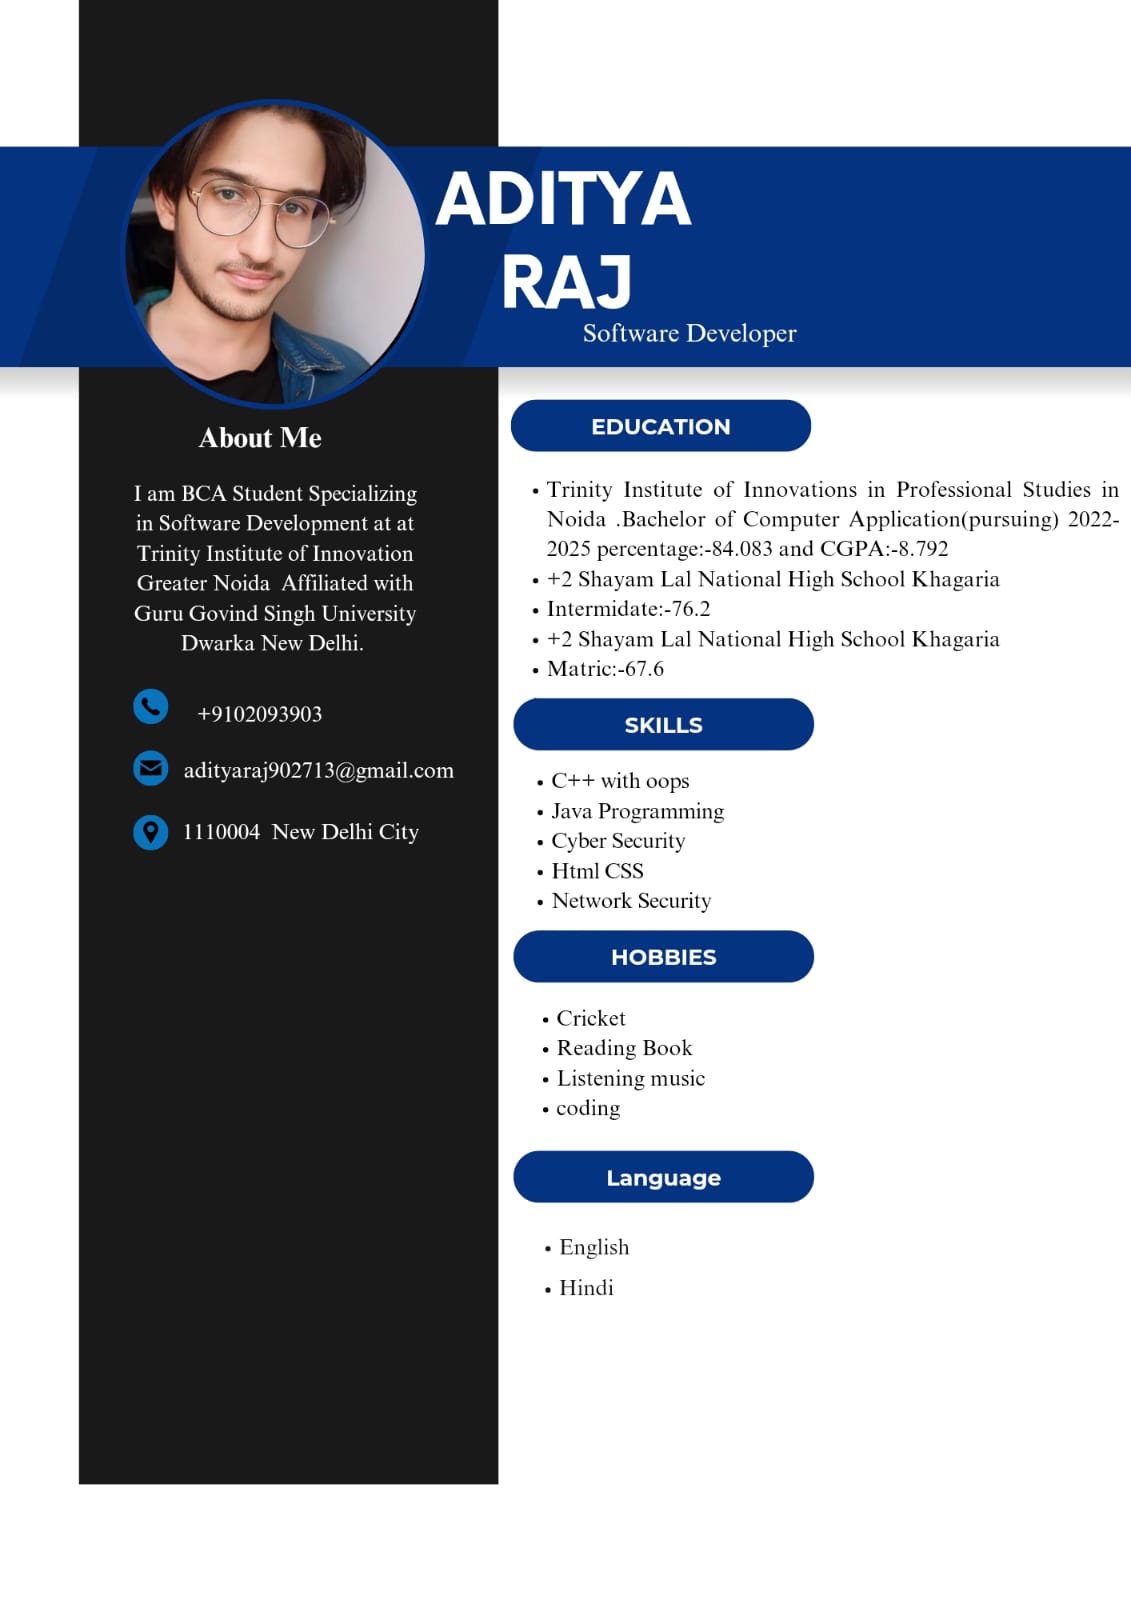 ADITYA
RAJ
Software Developer
About Me
I am BCA Student Specializing
in Software Development at at
Trinity Institute of Innovation
Greater Noida  Affiliated with
Guru Govind Singh University
Dwarka New Delhi.
+9102093903
adityaraj902713@gmail.com
1110004  New Delhi City
EDUCATION
• Trinity Institute of Innovations in Professional Studies in
Noida .Bachelor of Computer Application(pursuing) 2022-
2025 percentage:-84.083 and CGPA:-8.792
• +2 Shayam Lal National High School Khagaria
• Intermidate:-76.2
• +2 Shayam Lal National High School Khagaria
• Matric:-67.6
SKILLS
• C++ with oops
• Java Programming
• Cyber Security
• Html CSS
• Network Security
HOBBIES
• Cricket
• Reading Book
• Listening music
• coding
Language
• English
• Hindi